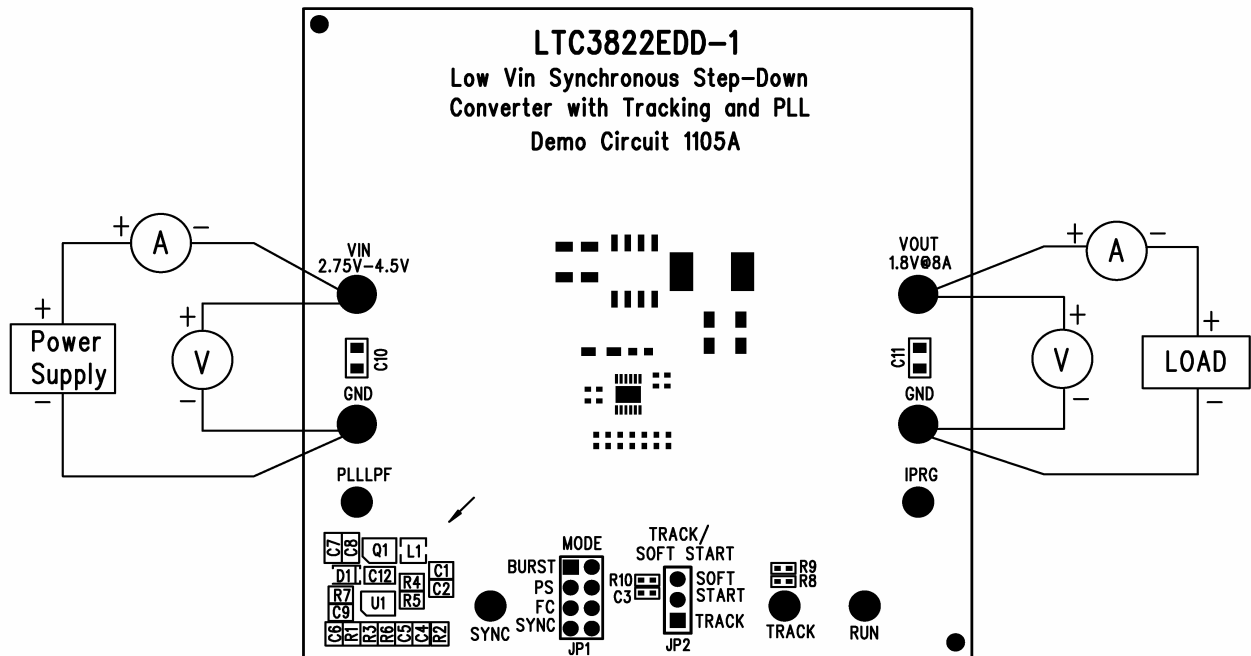 LTC3822EDD-1
Low Vin Synchronous Step-Down
Converter with Tracking and PLL
Demo Circuit 1105A
+ A -
VIN
2.75V-4.5V
VOUT
1.8V@8A
+ A -
+
Power
Supply
-
+
V
-
C10
GND
C11
GND
+
V
-
+
LOAD
-
PLLLPF
IPRG
C7
C8
Q1
L1
D1
C12
C1
C2
R4
R5
R7
C9
U1
C6
R1
R3
R6
C5
C4
R2
SYNC
MODE
BURST
PS
FC
SYNC
JP1
TRACK/
SOFT START
R10
C3
SOFT
START
TRACK
JP2
R9
R8
TRACK
RUN